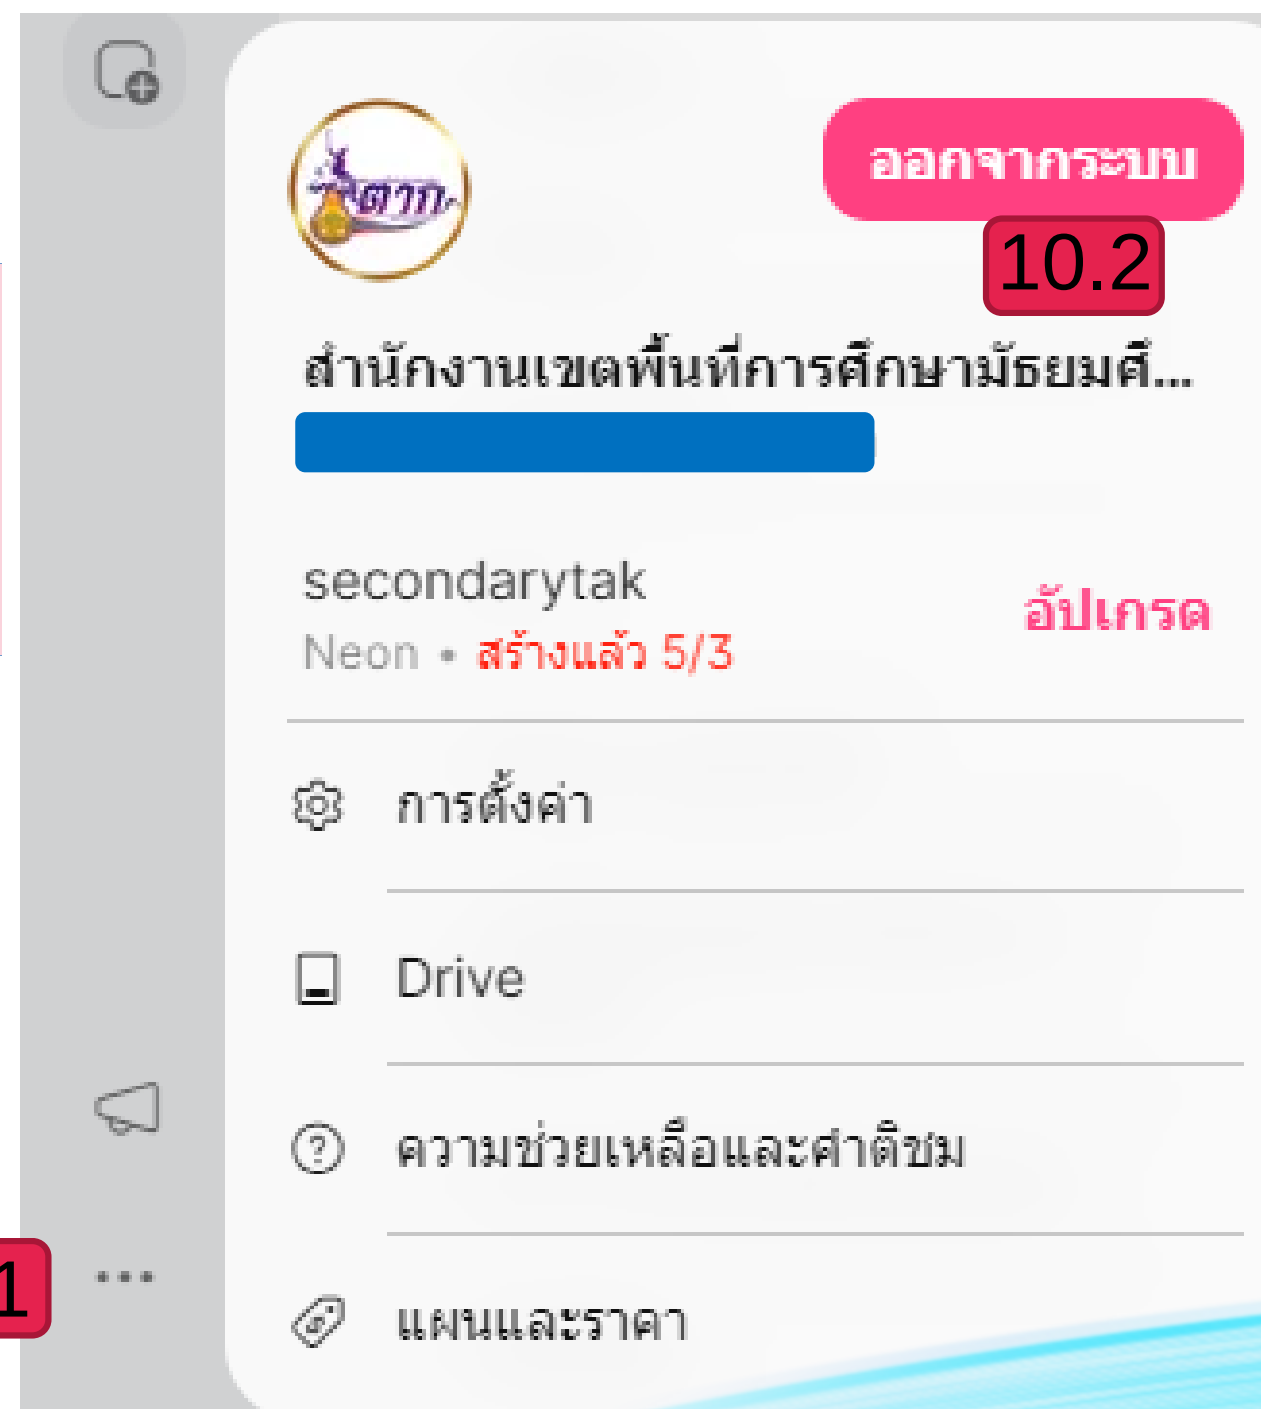 ตาก
ออกจากระบบ
10.2
สำนักงานเขตพื้นที่การศึกษามัธยมศึ...
secondarytak
อัปเกรด
Neon • สร้างแล้ว 5/3
การตั้งค่า
Drive
ความช่วยเหลือและคำติชม
1
แผนและราคา